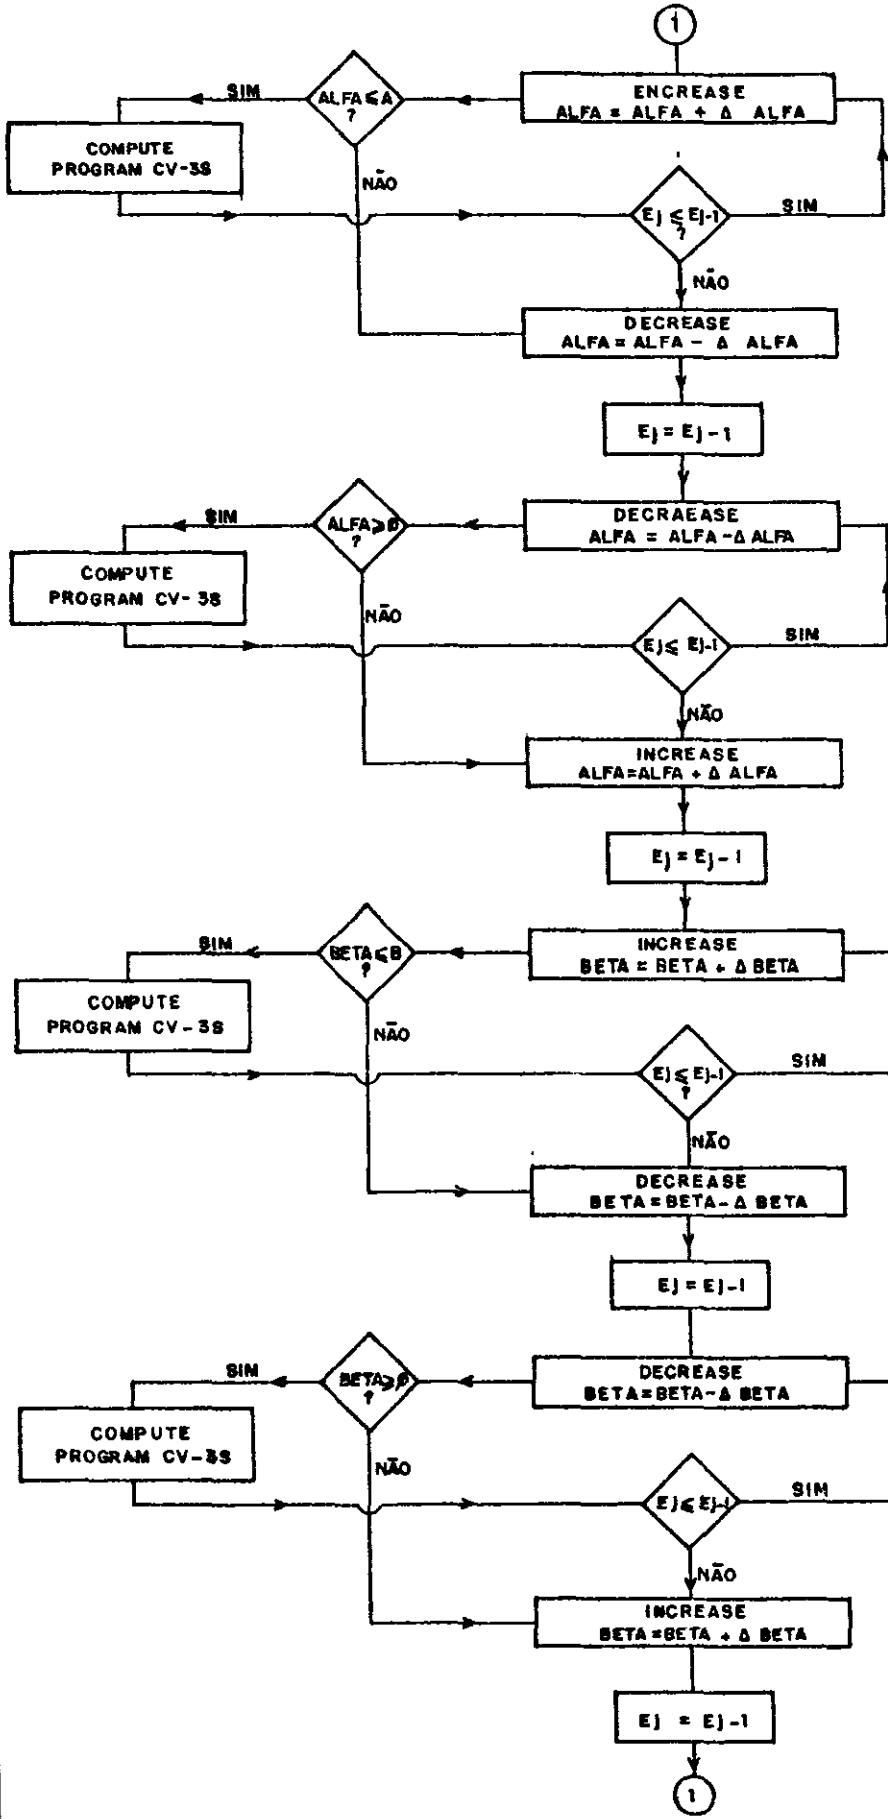 1
ENCREASE
ALFA = ALFA + Δ ALFA
ALFA ⩽ A
?
SIM
COMPUTE
PROGRAM CV-3S
NÃO
Ej ⩽ Ej-1
?
SIM
NÃO
DECREASE
ALFA = ALFA - Δ ALFA
Ej = Ej-1
DECRAEASE
ALFA = ALFA - Δ ALFA
ALFA ⩾ Ø
?
SIM
COMPUTE
PROGRAM CV-3S
NÃO
Ej ⩽ Ej-1
SIM
NÃO
INCREASE
ALFA = ALFA + Δ ALFA
Ej = Ej-1
INCREASE
BETA = BETA + Δ BETA
BETA ⩽ B
?
SIM
COMPUTE
PROGRAM CV-3S
NÃO
Ej ⩽ Ej-1
?
SIM
NÃO
DECREASE
BETA = BETA - Δ BETA
Ej = Ej-1
DECREASE
BETA = BETA - Δ BETA
BETA ⩾ Ø
?
SIM
COMPUTE
PROGRAM CV-3S
NÃO
Ej ⩽ Ej-1
SIM
NÃO
INCREASE
BETA = BETA + Δ BETA
Ej = Ej-1
1